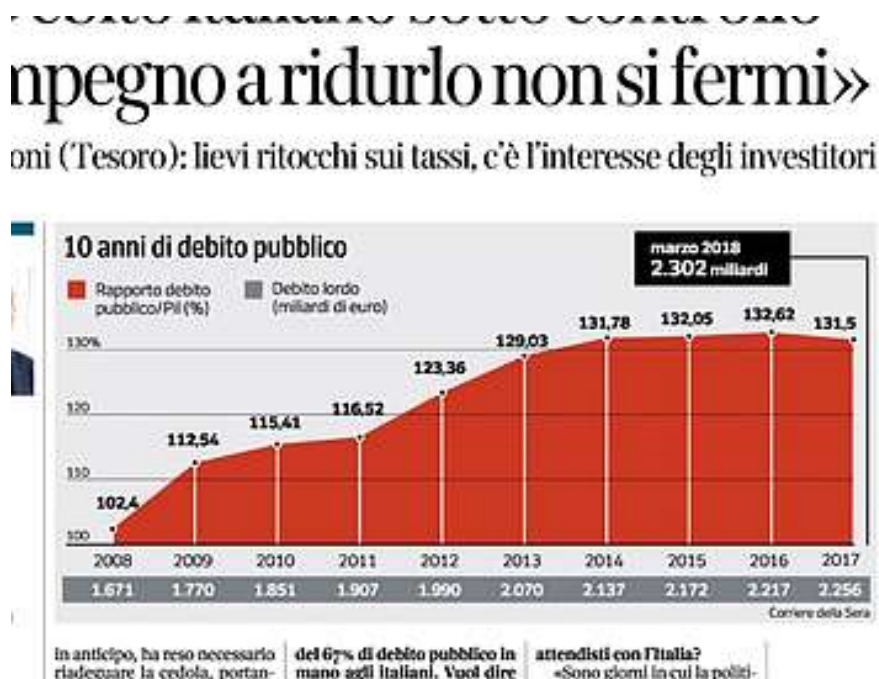 mpegno a ridurlo non si fermi»
oni (Tesoro): lievi ritocchi sui tassi, c'è l'interesse degli investitori
10 anni di debito pubblico
marzo 2018
2.302 miliardi
Rapporto debito
pubblico/Pil (%)
Debito lordo
(miliardi di euro)
130%
120
110
100
102,4
112,54
115,41
116,52
123,36
129,03
131,78
132,05
132,62
131,5
2008 2009 2010 2011 2012 2013 2014 2015 2016 2017
1.671 1.770 1.851 1.907 1.990 2.070 2.137 2.172 2.217 2.256
Corriere della Sera
in anticipo, ha reso necessario
riadeguare la cedola, portan-
del 67% di debito pubblico in
mano agli italiani. Vuol dire
attendisti con l'Italia?
«Sono giorni in cui la politi-